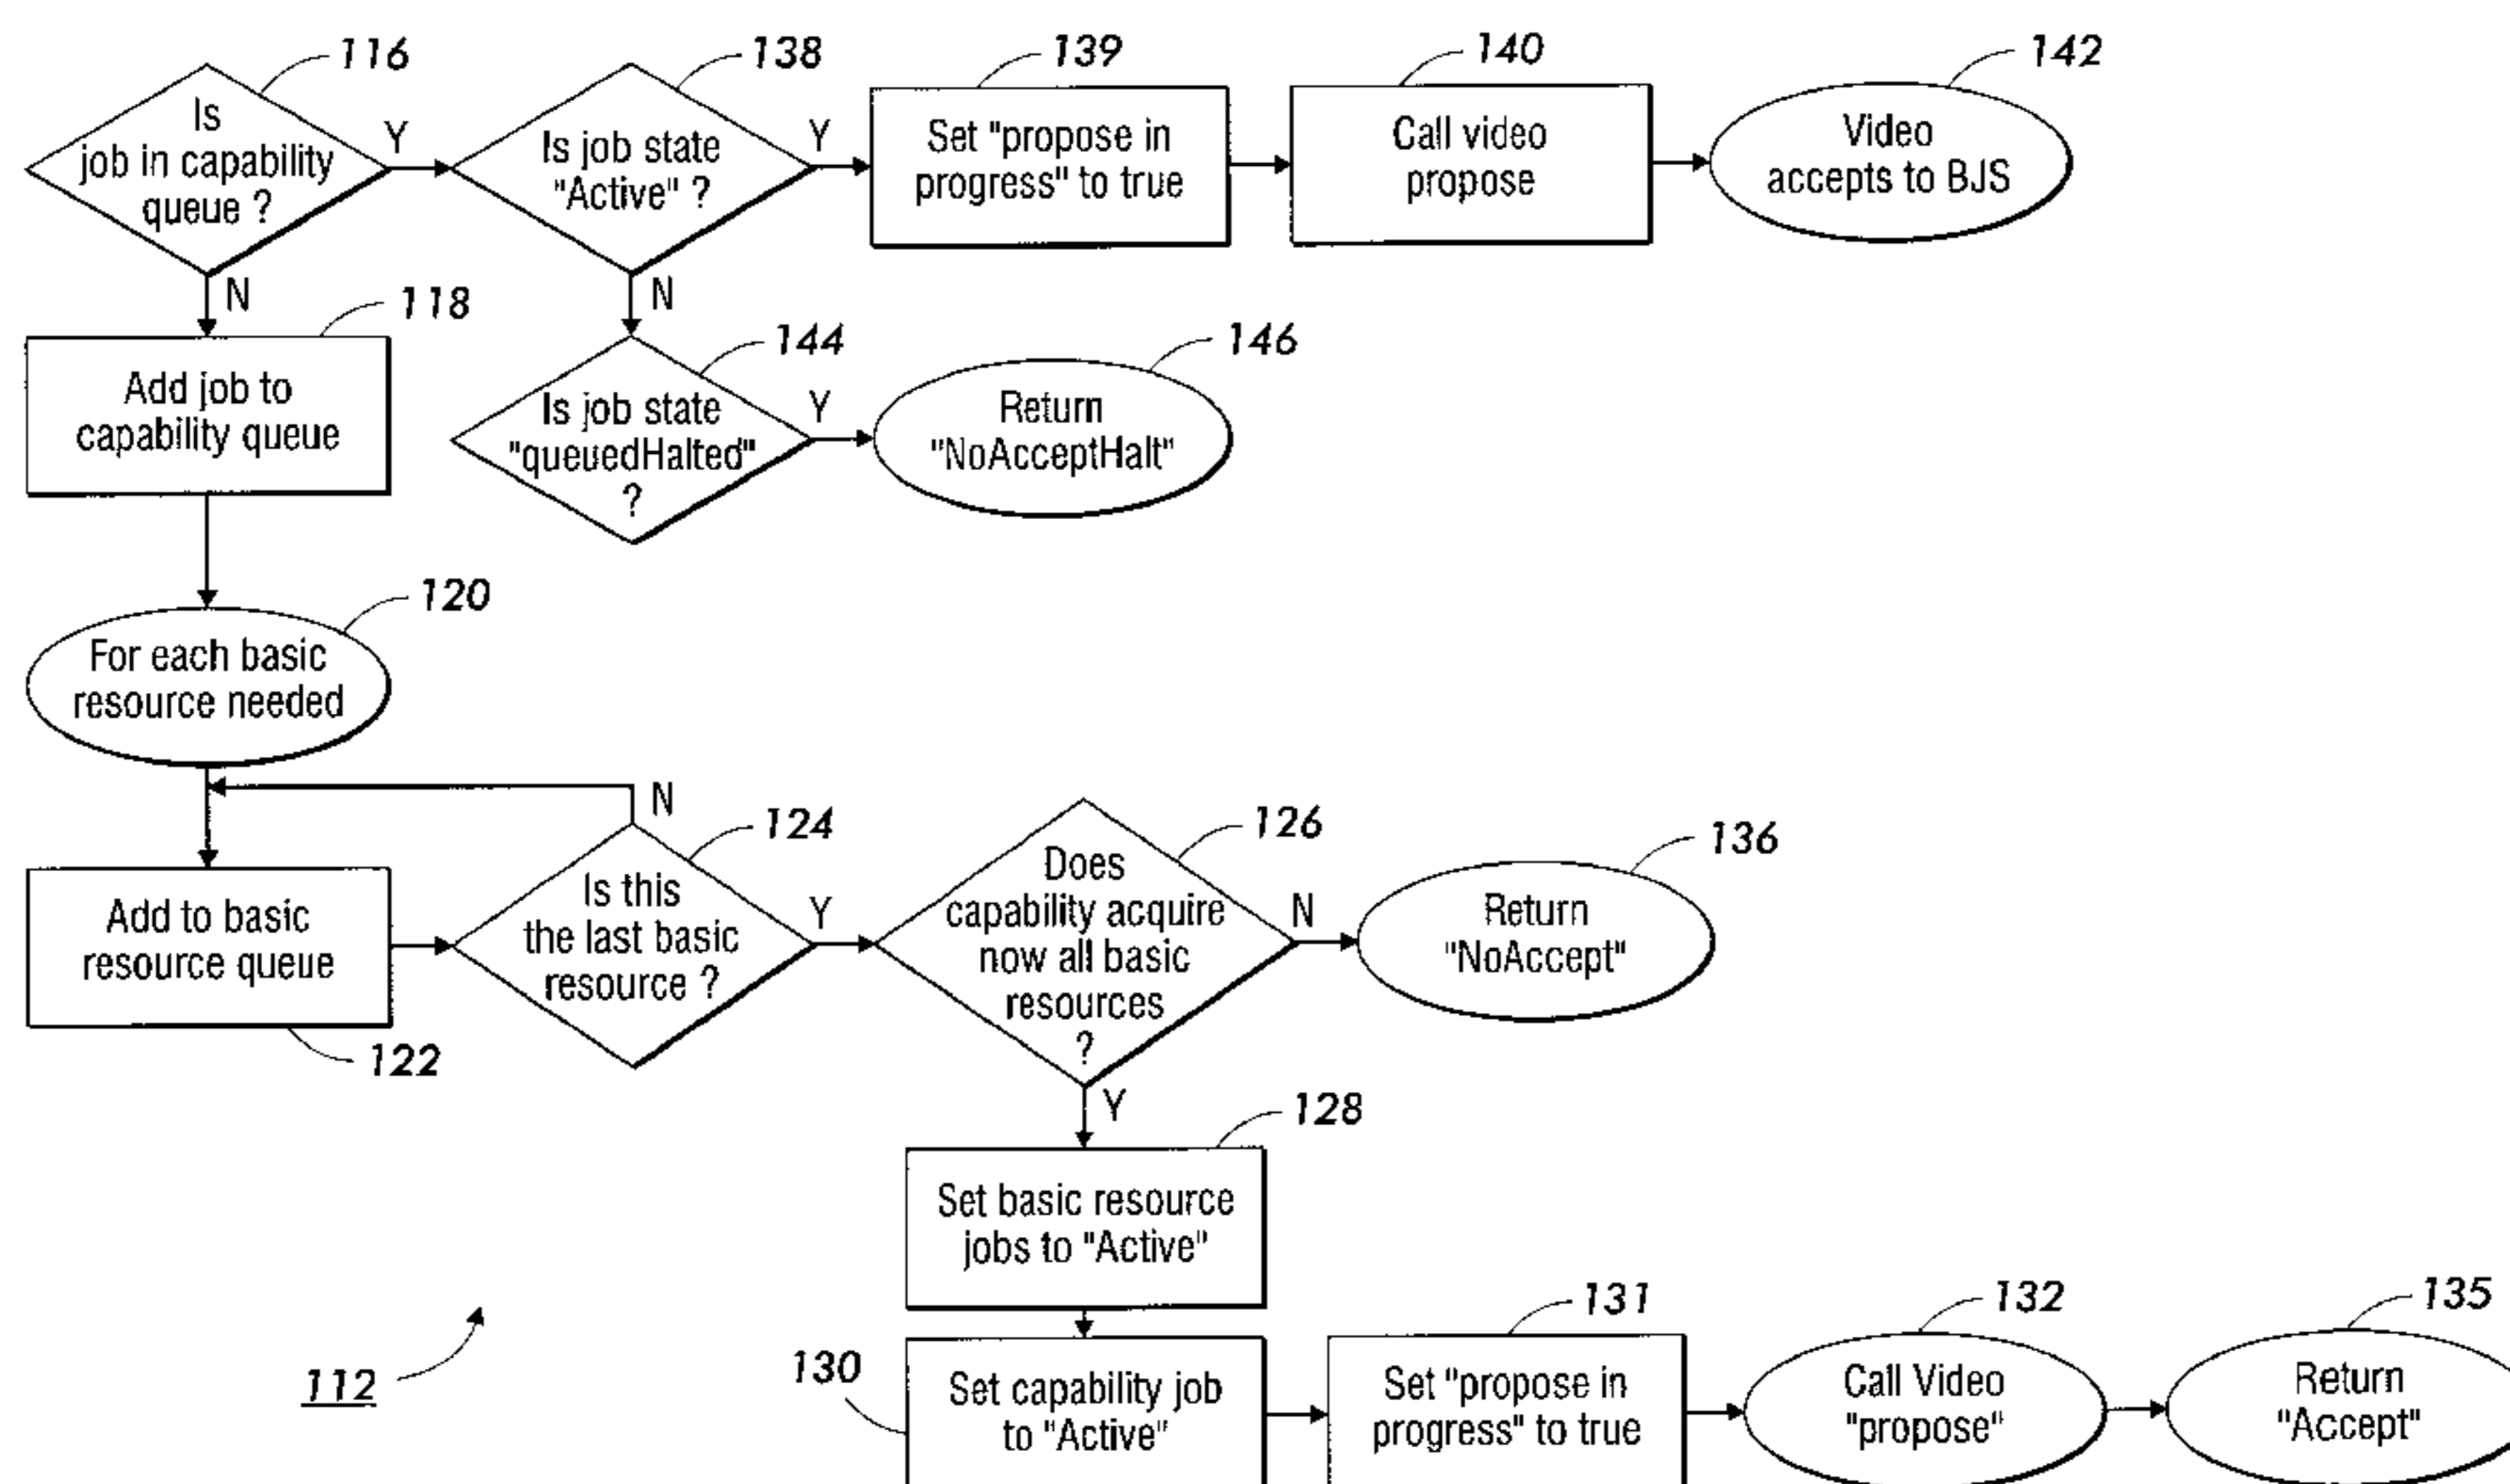 116
138
139
140
142
Is
job in capability
queue ?
Y
Is job state
"Active" ?
Y
Set "propose in
progress" to true
Call video
propose
Video
accepts to BJS
N
118
N
144
146
Add job to
capability queue
Is job state
"queuedHalted"
?
Y
Return
"NoAcceptHalt"
120
For each basic
resource needed
N
124
126
136
Add to basic
resource queue
122
Is this
the last basic
resource ?
Y
Does
capability acquire
now all basic
resources
?
N
Return
"NoAccept"
Y
128
Set basic resource
jobs to "Active"
112
130
131
132
135
Set capability job
to "Active"
Set "propose in
progress" to true
Call Video
"propose"
Return
"Accept"